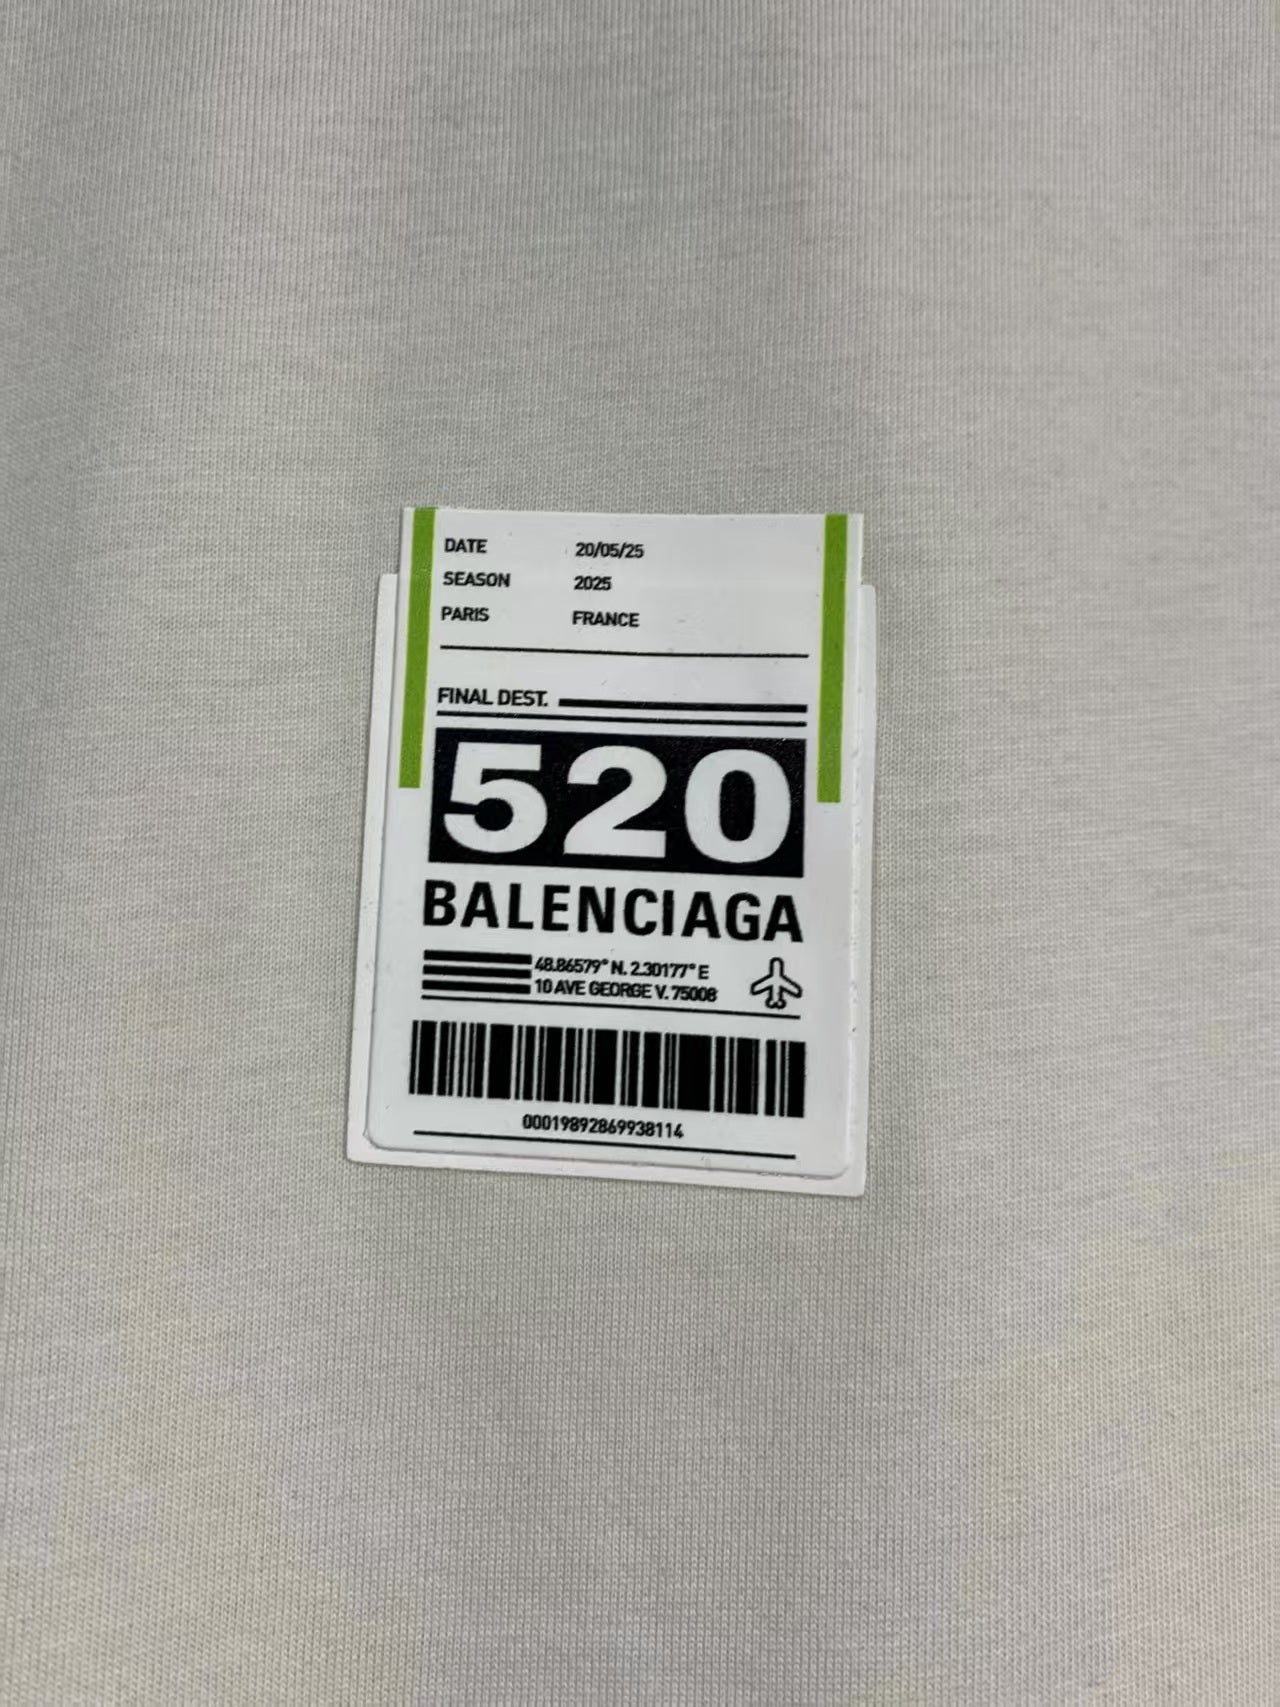 DATE 20/05/25
SEASON 2025
PARIS FRANCE
FINAL DEST.
520
BALENCIAGA
48.86579° N. 2.30177° E
10 AVE GEORGE V. 75008
00019892869938114